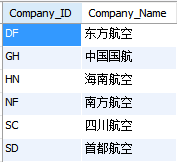 Company_ID Company_Name
DF 东方航空
GH 中国国航
HN 海南航空
NF 南方航空
SC 四川航空
SD 首都航空